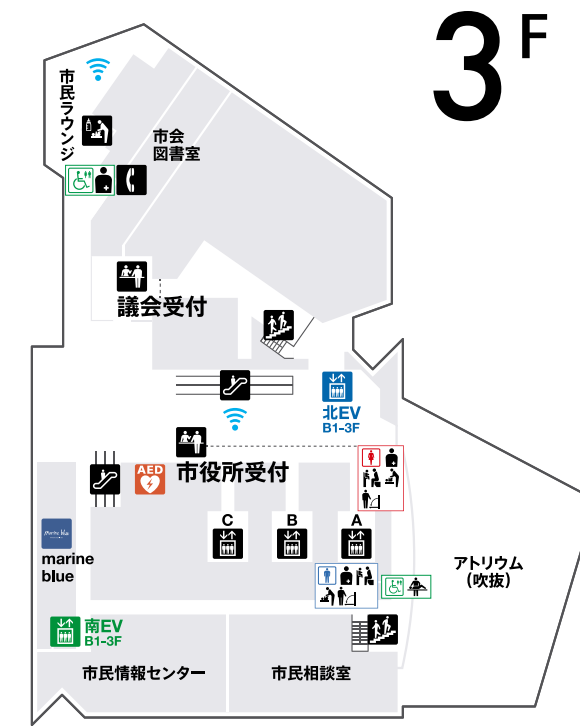 3F
市民ラウンジ
市会
図書室
議会受付
北EV
B1-3F
市役所受付
AED
C
B
A
marine blue
marine
blue
アトリウム
(吹抜)
南EV
B1-3F
市民情報センター
市民相談室